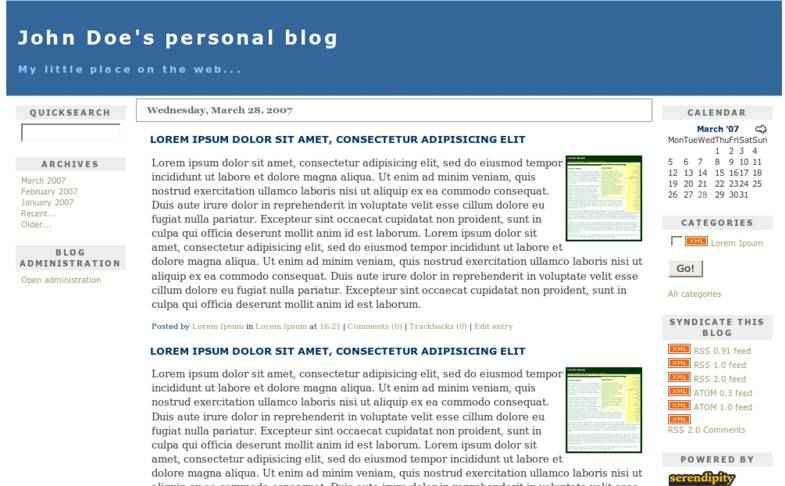 John Doe's personal blog
My little place on the web...
QUICKSEARCH
ARCHIVES
March 2007
February 2007
January 2007
Recent...
Older...
BLOG
ADMINISTRATION
Open administration
Wednesday, March 28. 2007
LOREM IPSUM DOLOR SIT AMET, CONSECTETUR ADIPISICING ELIT
Lorem ipsum dolor sit amet, consectetur adipisicing elit, sed do eiusmod tempor
incididunt ut labore et dolore magna aliqua. Ut enim ad minim veniam, quis
nostrud exercitation ullamco laboris nisi ut aliquip ex ea commodo consequat.
Duis aute irure dolor in reprehenderit in voluptate velit esse cillum dolore eu
fugiat nulla pariatur. Excepteur sint occaecat cupidatat non proident, sunt in
culpa qui officia deserunt mollit anim id est laborum. Lorem ipsum dolor sit
amet, consectetur adipisicing elit, sed do eiusmod tempor incididunt ut labore et
dolore magna aliqua. Ut enim ad minim veniam, quis nostrud exercitation ullamco laboris nisi ut
aliquip ex ea commodo consequat. Duis aute irure dolor in reprehenderit in voluptate velit esse
cillum dolore eu fugiat nulla pariatur. Excepteur sint occaecat cupidatat non proident, sunt in
culpa qui officia deserunt mollit anim id est laborum.
Posted by Lorem Ipsum in Lorem Ipsum at 16:21 | Comments (0) | Trackbacks (0) | Edit entry
LOREM IPSUM DOLOR SIT AMET, CONSECTETUR ADIPISICING ELIT
Lorem ipsum dolor sit amet, consectetur adipisicing elit, sed do eiusmod tempor
incididunt ut labore et dolore magna aliqua. Ut enim ad minim veniam, quis
nostrud exercitation ullamco laboris nisi ut aliquip ex ea commodo consequat.
Duis aute irure dolor in reprehenderit in voluptate velit esse cillum dolore eu
fugiat nulla pariatur. Excepteur sint occaecat cupidatat non proident, sunt in
culpa qui officia deserunt mollit anim id est laborum. Lorem ipsum dolor sit
amet, consectetur adipisicing elit, sed do eiusmod tempor incididunt ut labore et
dolore magna aliqua. Ut enim ad minim veniam, quis nostrud exercitation ullamco laboris nisi ut
aliquip ex ea commodo consequat. Duis aute irure dolor in reprehenderit in voluptate velit esse
CALENDAR
March '07
Mon Tue Wed Thu Fri Sat Sun
1 2 3 4
5 6 7 8 9 10 11
12 13 14 15 16 17 18
19 20 21 22 23 24 25
26 27 28 29 30 31
CATEGORIES
XML Lorem Ipsum
Go!
All categories
SYNDICATE THIS
BLOG
XML RSS 0.91 feed
XML RSS 1.0 feed
XML RSS 2.0 feed
XML ATOM 0.3 feed
XML ATOM 1.0 feed
XML
RSS 2.0 Comments
POWERED BY
serendipity